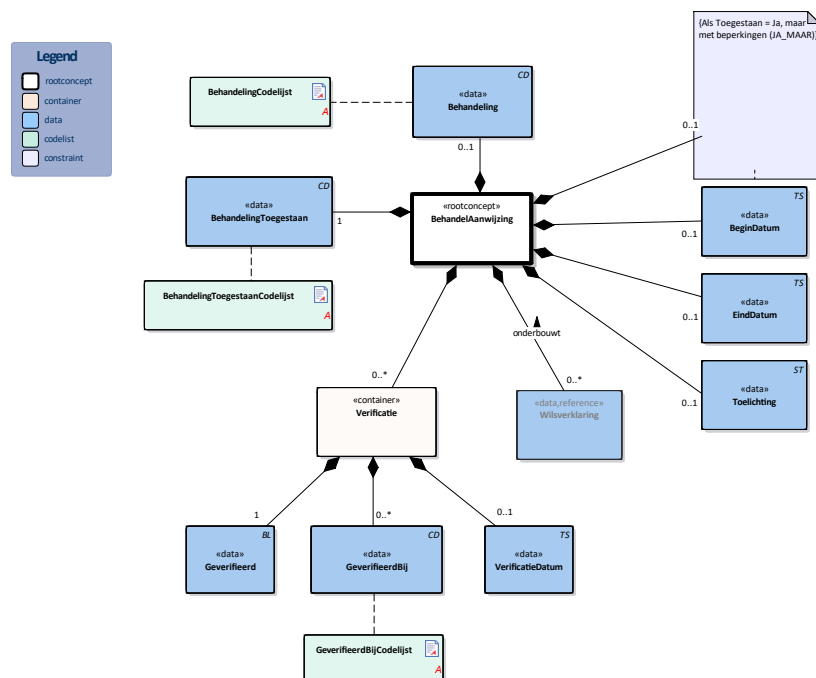 Legend
rootconcept
container
data
codelist
constraint
{Als Toegestaan = Ja, maar
met beperkingen (JA_MAAR)}
0..1
BehandelingCodelijst
A
CD
«data»
Behandeling
0..1
CD
«data»
BehandelingToegestaan
1
«rootconcept»
BehandelAanwijzing
TS
«data»
BeginDatum
0..1
BehandelingToegestaanCodelijst
A
TS
«data»
EindDatum
0..1
onderbouwt
ST
«data»
Toelichting
0..1
0..*
0..*
«container»
Verificatie
«data,reference»
Wilsverklaring
1
0..*
0..1
BL
«data»
Geverifieerd
CD
«data»
GeverifieerdBij
TS
«data»
VerificatieDatum
GeverifieerdBijCodelijst
A